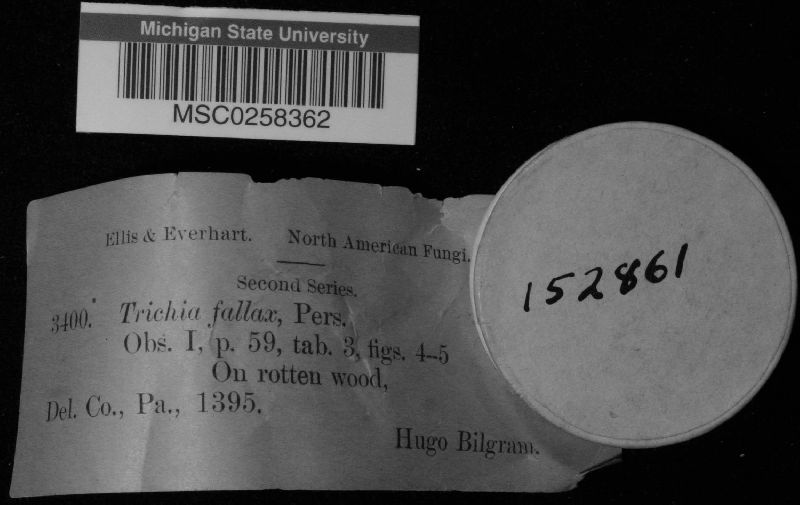 Michigan State University
MSC0258362
Ellis & Everhart. North American Fungi.
Second Series.
3400. Trichia fallax, Pers.
Obs. I, p. 59, tab. 3, figs. 4–5
On rotten wood,
Del. Co., Pa., 1395.
Hugo Bilgram.
152861